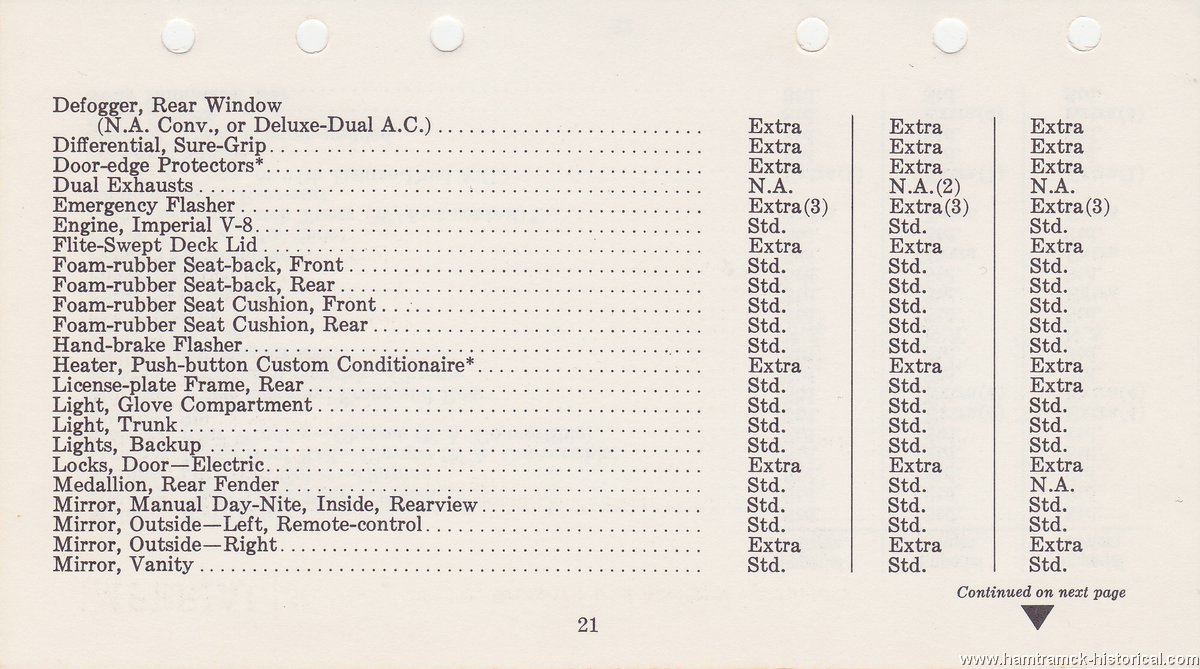 Defogger, Rear Window
(N.A. Conv., or Deluxe-Dual A.C.) Extra Extra Extra
Differential, Sure-Grip Extra Extra Extra
Door-edge Protectors* Extra Extra Extra
Dual Exhausts N.A. N.A.(2) N.A.
Emergency Flasher Extra(3) Extra(3) Extra(3)
Engine, Imperial V-8 Std. Std. Std.
Flite-Swept Deck Lid Extra Extra Extra
Foam-rubber Seat-back, Front Std. Std. Std.
Foam-rubber Seat-back, Rear Std. Std. Std.
Foam-rubber Seat Cushion, Front Std. Std. Std.
Foam-rubber Seat Cushion, Rear Std. Std. Std.
Hand-brake Flasher Std. Std. Std.
Heater, Push-button Custom Conditionaire* Extra Extra Extra
License-plate Frame, Rear Std. Std. Extra
Light, Glove Compartment Std. Std. Std.
Light, Trunk Std. Std. Std.
Lights, Backup Std. Std. Std.
Locks, Door—Electric Extra Extra Extra
Medallion, Rear Fender Std. Std. N.A.
Mirror, Manual Day-Nite, Inside, Rearview Std. Std. Std.
Mirror, Outside—Left, Remote-control Std. Std. Std.
Mirror, Outside—Right Extra Extra Extra
Mirror, Vanity Std. Std. Std.
Continued on next page
21
www.hamtramck-historical.com